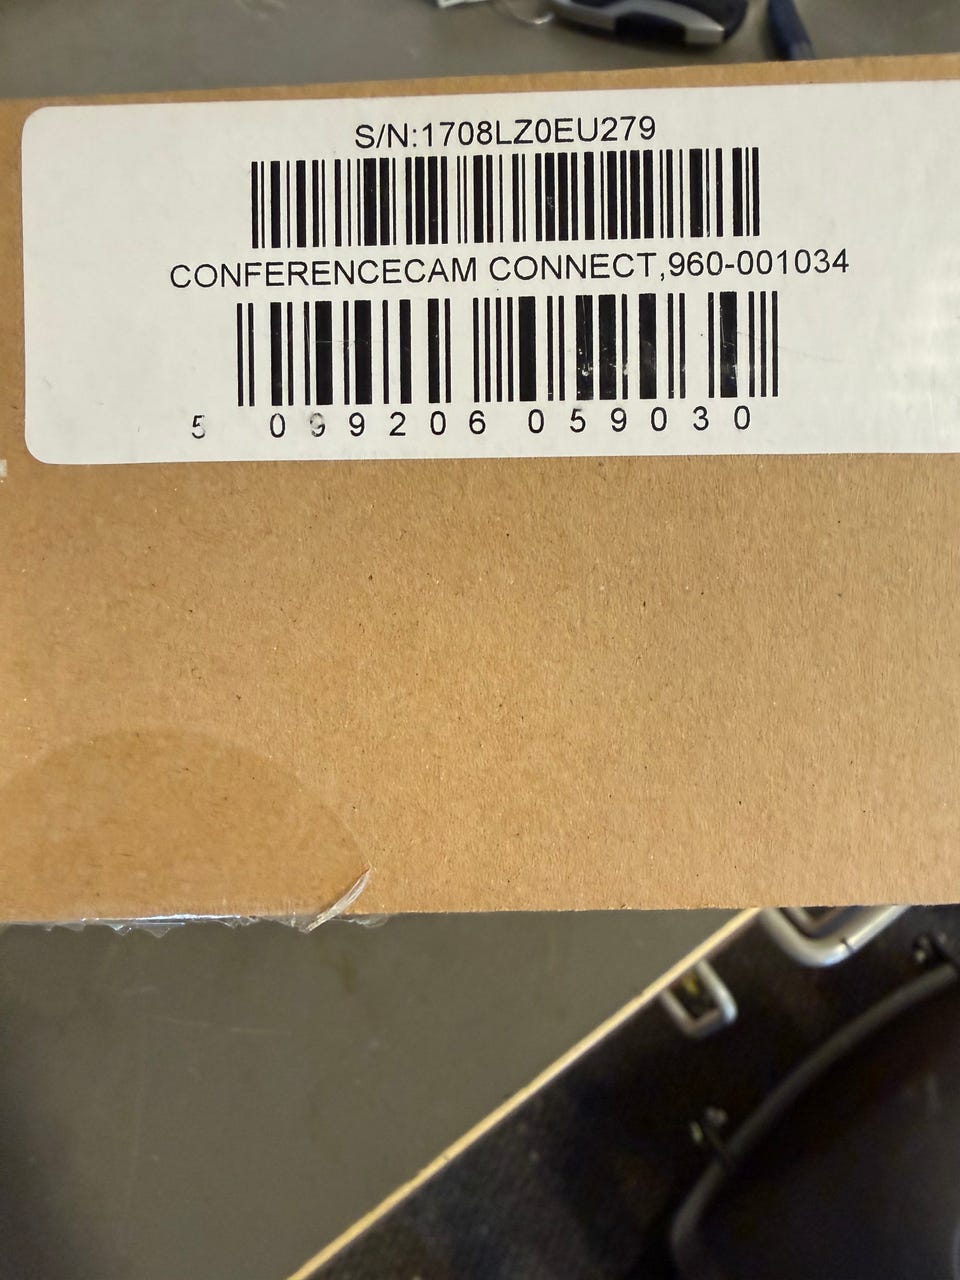 S/N:1708LZ0EU279
CONFERENCECAM CONNECT,960-001034
5 099206 059030